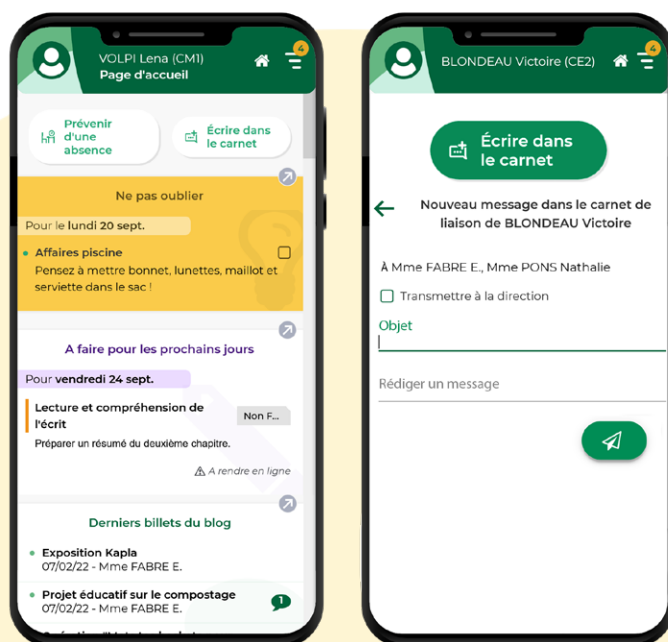 VOLPI Lena (CM1)
Page d'accueil
4
Prévenir
d'une
absence
Écrire dans
le carnet
Ne pas oublier
Pour le lundi 20 sept.
Affaires piscine
Pensez à mettre bonnet, lunettes, maillot et
serviette dans le sac !
A faire pour les prochains jours
Pour vendredi 24 sept.
Lecture et compréhension de
l'écrit
Non F...
Préparer un résumé du deuxième chapitre.
A rendre en ligne
Derniers billets du blog
Exposition Kapla
07/02/22 - Mme FABRE E.
Projet éducatif sur le compostage
07/02/22 - Mme FABRE E.
1
BLONDEAU Victoire (CE2)
4
Écrire dans
le carnet
Nouveau message dans le carnet de
liaison de BLONDEAU Victoire
À Mme FABRE E., Mme PONS Nathalie
Transmettre à la direction
Objet
Rédiger un message